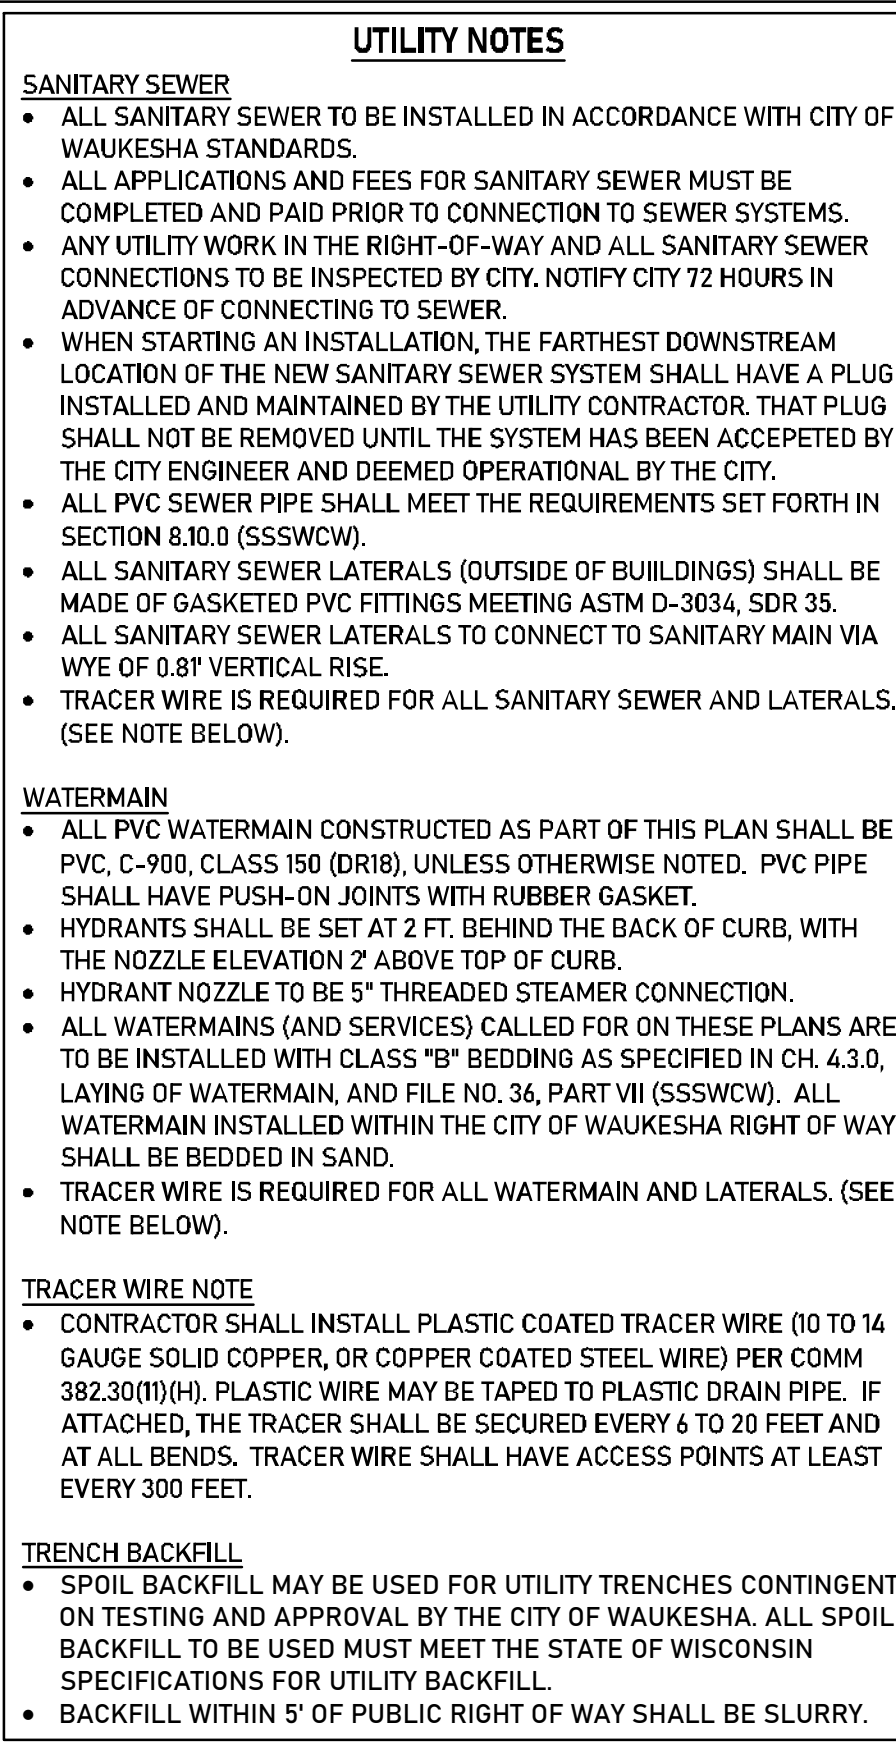 UTILITY NOTES
SANITARY SEWER
• ALL SANITARY SEWER TO BE INSTALLED IN ACCORDANCE WITH CITY OF
WAUKESHA STANDARDS.
• ALL APPLICATIONS AND FEES FOR SANITARY SEWER MUST BE
COMPLETED AND PAID PRIOR TO CONNECTION TO SEWER SYSTEMS.
• ANY UTILITY WORK IN THE RIGHT-OF-WAY AND ALL SANITARY SEWER
CONNECTIONS TO BE INSPECTED BY CITY. NOTIFY CITY 72 HOURS IN
ADVANCE OF CONNECTING TO SEWER.
• WHEN STARTING AN INSTALLATION, THE FARTHEST DOWNSTREAM
LOCATION OF THE NEW SANITARY SEWER SYSTEM SHALL HAVE A PLUG
INSTALLED AND MAINTAINED BY THE UTILITY CONTRACTOR. THAT PLUG
SHALL NOT BE REMOVED UNTIL THE SYSTEM HAS BEEN ACCEPETED BY
THE CITY ENGINEER AND DEEMED OPERATIONAL BY THE CITY.
• ALL PVC SEWER PIPE SHALL MEET THE REQUIREMENTS SET FORTH IN
SECTION 8.10.0 (SSSWCW).
• ALL SANITARY SEWER LATERALS (OUTSIDE OF BUIILDINGS) SHALL BE
MADE OF GASKETED PVC FITTINGS MEETING ASTM D-3034, SDR 35.
• ALL SANITARY SEWER LATERALS TO CONNECT TO SANITARY MAIN VIA
WYE OF 0.81' VERTICAL RISE.
• TRACER WIRE IS REQUIRED FOR ALL SANITARY SEWER AND LATERALS.
(SEE NOTE BELOW).
WATERMAIN
• ALL PVC WATERMAIN CONSTRUCTED AS PART OF THIS PLAN SHALL BE
PVC, C-900, CLASS 150 (DR18), UNLESS OTHERWISE NOTED. PVC PIPE
SHALL HAVE PUSH-ON JOINTS WITH RUBBER GASKET.
• HYDRANTS SHALL BE SET AT 2 FT. BEHIND THE BACK OF CURB, WITH
THE NOZZLE ELEVATION 2' ABOVE TOP OF CURB.
• HYDRANT NOZZLE TO BE 5" THREADED STEAMER CONNECTION.
• ALL WATERMAINS (AND SERVICES) CALLED FOR ON THESE PLANS ARE
TO BE INSTALLED WITH CLASS "B" BEDDING AS SPECIFIED IN CH. 4.3.0,
LAYING OF WATERMAIN, AND FILE NO. 36, PART VII (SSSWCW). ALL
WATERMAIN INSTALLED WITHIN THE CITY OF WAUKESHA RIGHT OF WAY
SHALL BE BEDDED IN SAND.
• TRACER WIRE IS REQUIRED FOR ALL WATERMAIN AND LATERALS. (SEE
NOTE BELOW).
TRACER WIRE NOTE
• CONTRACTOR SHALL INSTALL PLASTIC COATED TRACER WIRE (10 TO 14
GAUGE SOLID COPPER, OR COPPER COATED STEEL WIRE) PER COMM
382.30(11)(H). PLASTIC WIRE MAY BE TAPED TO PLASTIC DRAIN PIPE. IF
ATTACHED, THE TRACER SHALL BE SECURED EVERY 6 TO 20 FEET AND
AT ALL BENDS. TRACER WIRE SHALL HAVE ACCESS POINTS AT LEAST
EVERY 300 FEET.
TRENCH BACKFILL
• SPOIL BACKFILL MAY BE USED FOR UTILITY TRENCHES CONTINGENT
ON TESTING AND APPROVAL BY THE CITY OF WAUKESHA. ALL SPOIL
BACKFILL TO BE USED MUST MEET THE STATE OF WISCONSIN
SPECIFICATIONS FOR UTILITY BACKFILL.
• BACKFILL WITHIN 5' OF PUBLIC RIGHT OF WAY SHALL BE SLURRY.